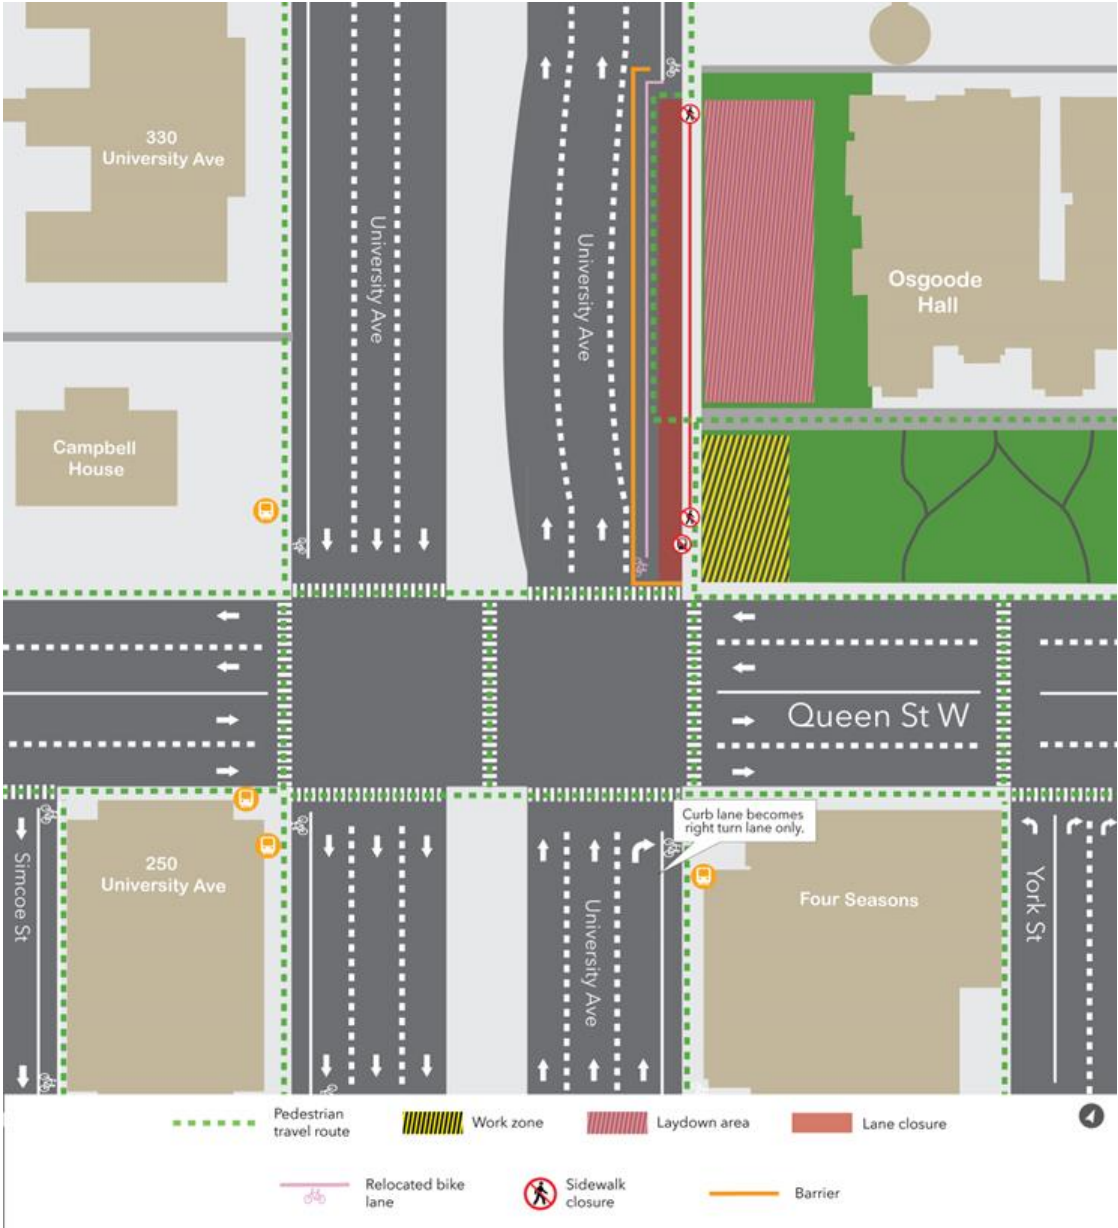 330
University Ave
University Ave
University Ave
Osgoode
Hall
Campbell
House
Queen St W
Curb lane becomes
right turn lane only.
Simcoe St
250
University Ave
University Ave
Four Seasons
York St
Pedestrian
travel route
Work zone
Laydown area
Lane closure
Relocated bike
lane
Sidewalk
closure
Barrier